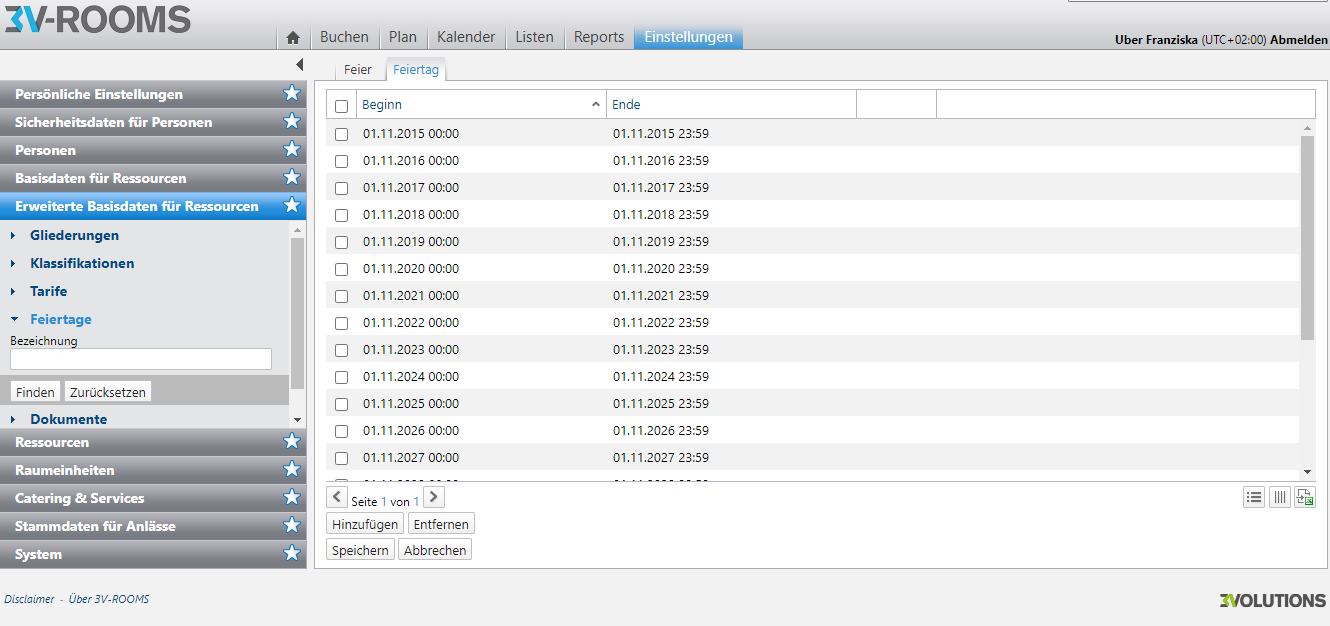 3V-ROOMS
Buchen Plan Kalender Listen Reports Einstellungen
Uber Franziska (UTC+02:00) Abmelden
Feier Feiertag
Persönliche Einstellungen
Sicherheitsdaten für Personen
Personen
Basisdaten für Ressourcen
Erweiterte Basisdaten für Ressourcen
Gliederungen
Klassifikationen
Tarife
Feiertage
Bezeichnung
Finden Zurücksetzen
Dokumente
Ressourcen
Raumeinheiten
Catering & Services
Stammdaten für Anlässe
System
Beginn Ende
01.11.2015 00:00 01.11.2015 23:59
01.11.2016 00:00 01.11.2016 23:59
01.11.2017 00:00 01.11.2017 23:59
01.11.2018 00:00 01.11.2018 23:59
01.11.2019 00:00 01.11.2019 23:59
01.11.2020 00:00 01.11.2020 23:59
01.11.2021 00:00 01.11.2021 23:59
01.11.2022 00:00 01.11.2022 23:59
01.11.2023 00:00 01.11.2023 23:59
01.11.2024 00:00 01.11.2024 23:59
01.11.2025 00:00 01.11.2025 23:59
01.11.2026 00:00 01.11.2026 23:59
01.11.2027 00:00 01.11.2027 23:59
Seite 1 von 1
Hinzufügen Entfernen
Speichern Abbrechen
Disclaimer - Über 3V-ROOMS
3VOLUTIONS